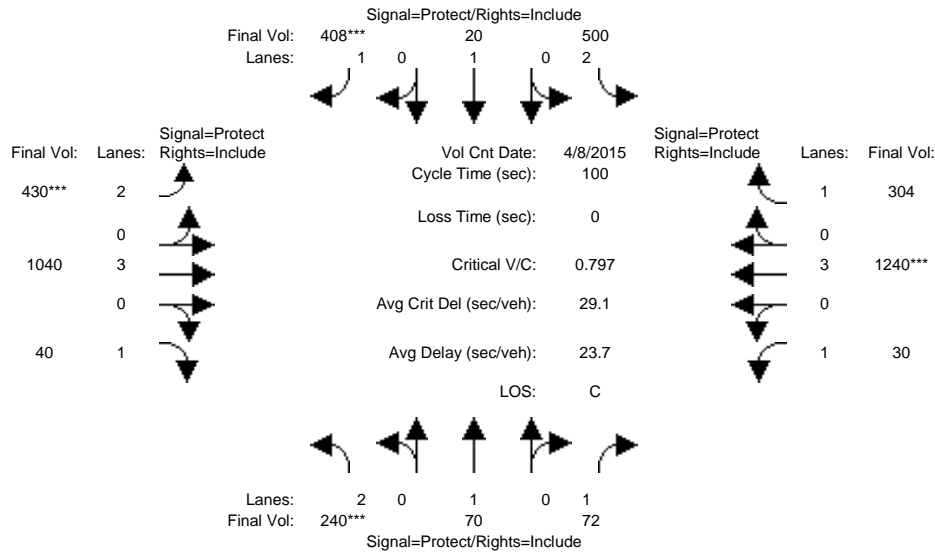 Signal=Protect/Rights=Include
Final Vol: 408*** 20 500
Lanes: 1 0 1 0 2
Signal=Protect Signal=Protect
Final Vol: Lanes: Rights=Include Vol Cnt Date: 4/8/2015 Rights=Include Lanes: Final Vol:
Cycle Time (sec): 100
430*** 2 1 304
Loss Time (sec): 0
0 0
1040 3 Critical V/C: 0.797 3 1240***
0 Avg Crit Del (sec/veh): 29.1 0
40 1 Avg Delay (sec/veh): 23.7 1 30
LOS: C
Lanes: 2 0 1 0 1
Final Vol: 240*** 70 72
Signal=Protect/Rights=Include